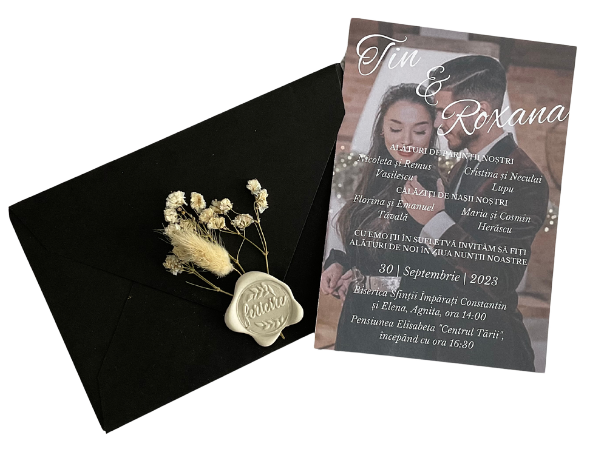 Tin
&
Roxana
ALĂTURI DE PĂRINȚII NOȘTRI
Nicoleta și Remus
Vasilescu
Cristina și Neculai
Lupu
CĂLĂUZIȚI DE NAȘII NOȘTRI
Florina și Emanuel
Távală
Maria și Cosmin
Herăscu
CU EMOȚII ÎN SUFLET VĂ INVITĂM SĂ FIȚI
ALĂTURI DE NOI ÎN ZIUA NUNȚII NOASTRE
30 | Septembrie | 2023
Biserica Sfinții Împărați Constantin
și Elena, Agnita, ora 14:00
Pensiunea Elisabeta "Centrul Țării",
începând cu ora 16:30
fericire